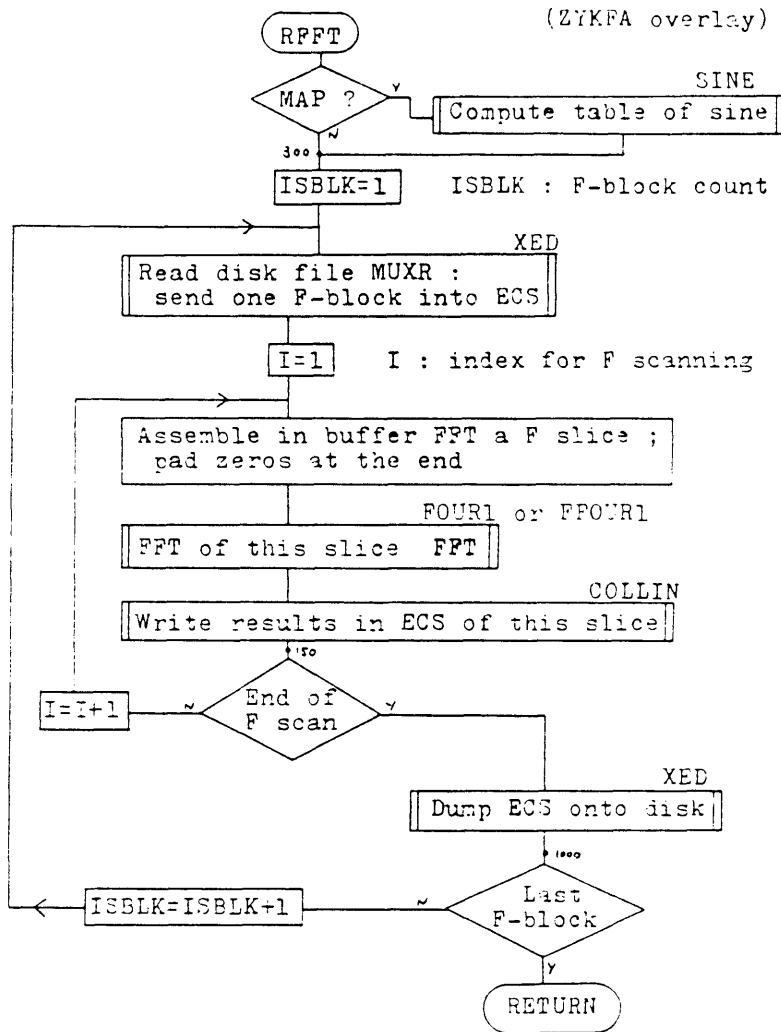 (ZYKFA overlay)
RFFT
MAP ?
Y
SINE
Compute table of sine
N
300
ISBLK=1
ISBLK : F-block count
XED
Read disk file MUXR :
send one F-block into ECS
I=1
I : index for F scanning
Assemble in buffer FFT a F slice ;
pad zeros at the end
FOUR1 or FFOUR1
FFT of this slice FFT
COLLIN
Write results in ECS of this slice
150
I=I+1
N
End of
F scan
Y
XED
Dump ECS onto disk
1000
ISBLK=ISBLK+1
N
Last
F-block
Y
RETURN